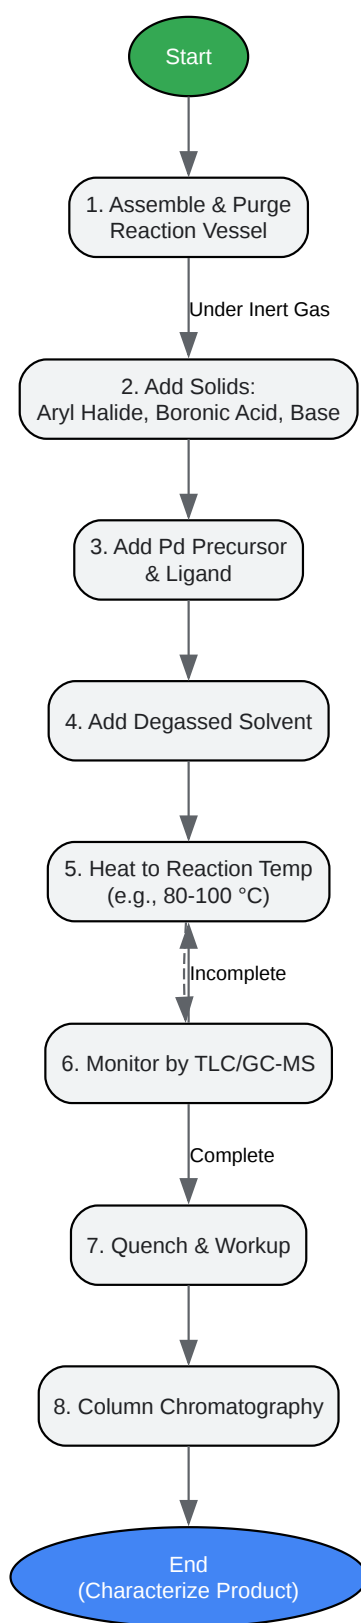 Start
1. Assemble & Purge
Reaction Vessel
Under Inert Gas
2. Add Solids:
Aryl Halide, Boronic Acid, Base
3. Add Pd Precursor
& Ligand
4. Add Degassed Solvent
5. Heat to Reaction Temp
(e.g., 80-100 °C)
Incomplete
6. Monitor by TLC/GC-MS
Complete
7. Quench & Workup
8. Column Chromatography
End
(Characterize Product)